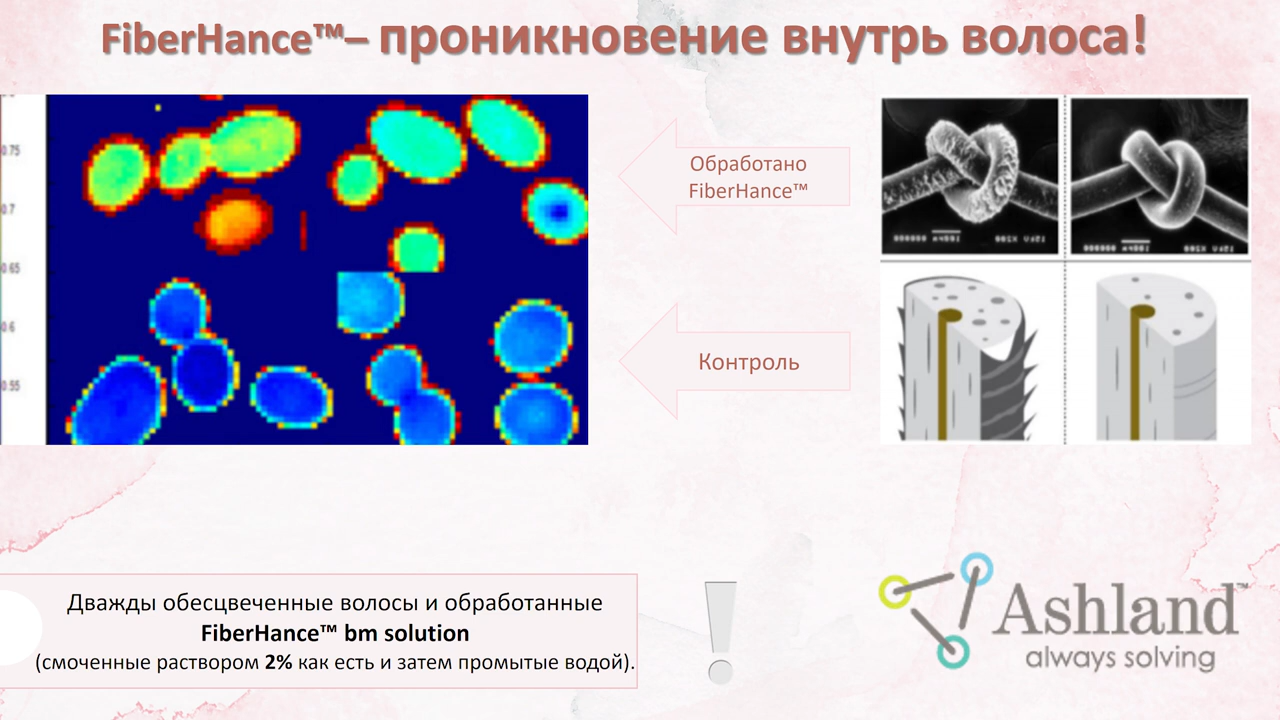 FiberHance™– проникновение внутрь волоса!
0.75
0.7
0.65
0.6
0.55
Обработано
FiberHance™
Контроль
Дважды обесцвеченные волосы и обработанные
FiberHance™ bm solution
(смоченные раствором 2% как есть и затем промытые водой).
!
Ashland™
always solving